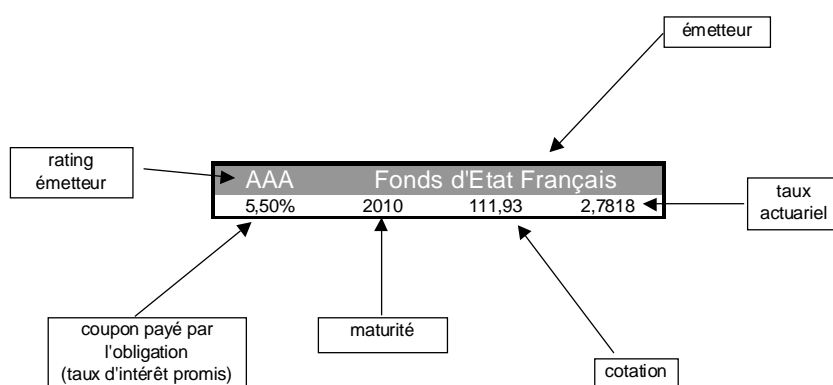 émetteur
rating
émetteur
AAA Fonds d'Etat Français
5,50% 2010 111,93 2,7818
taux
actuariel
coupon payé par
l'obligation
(taux d'intérêt promis)
maturité
cotation